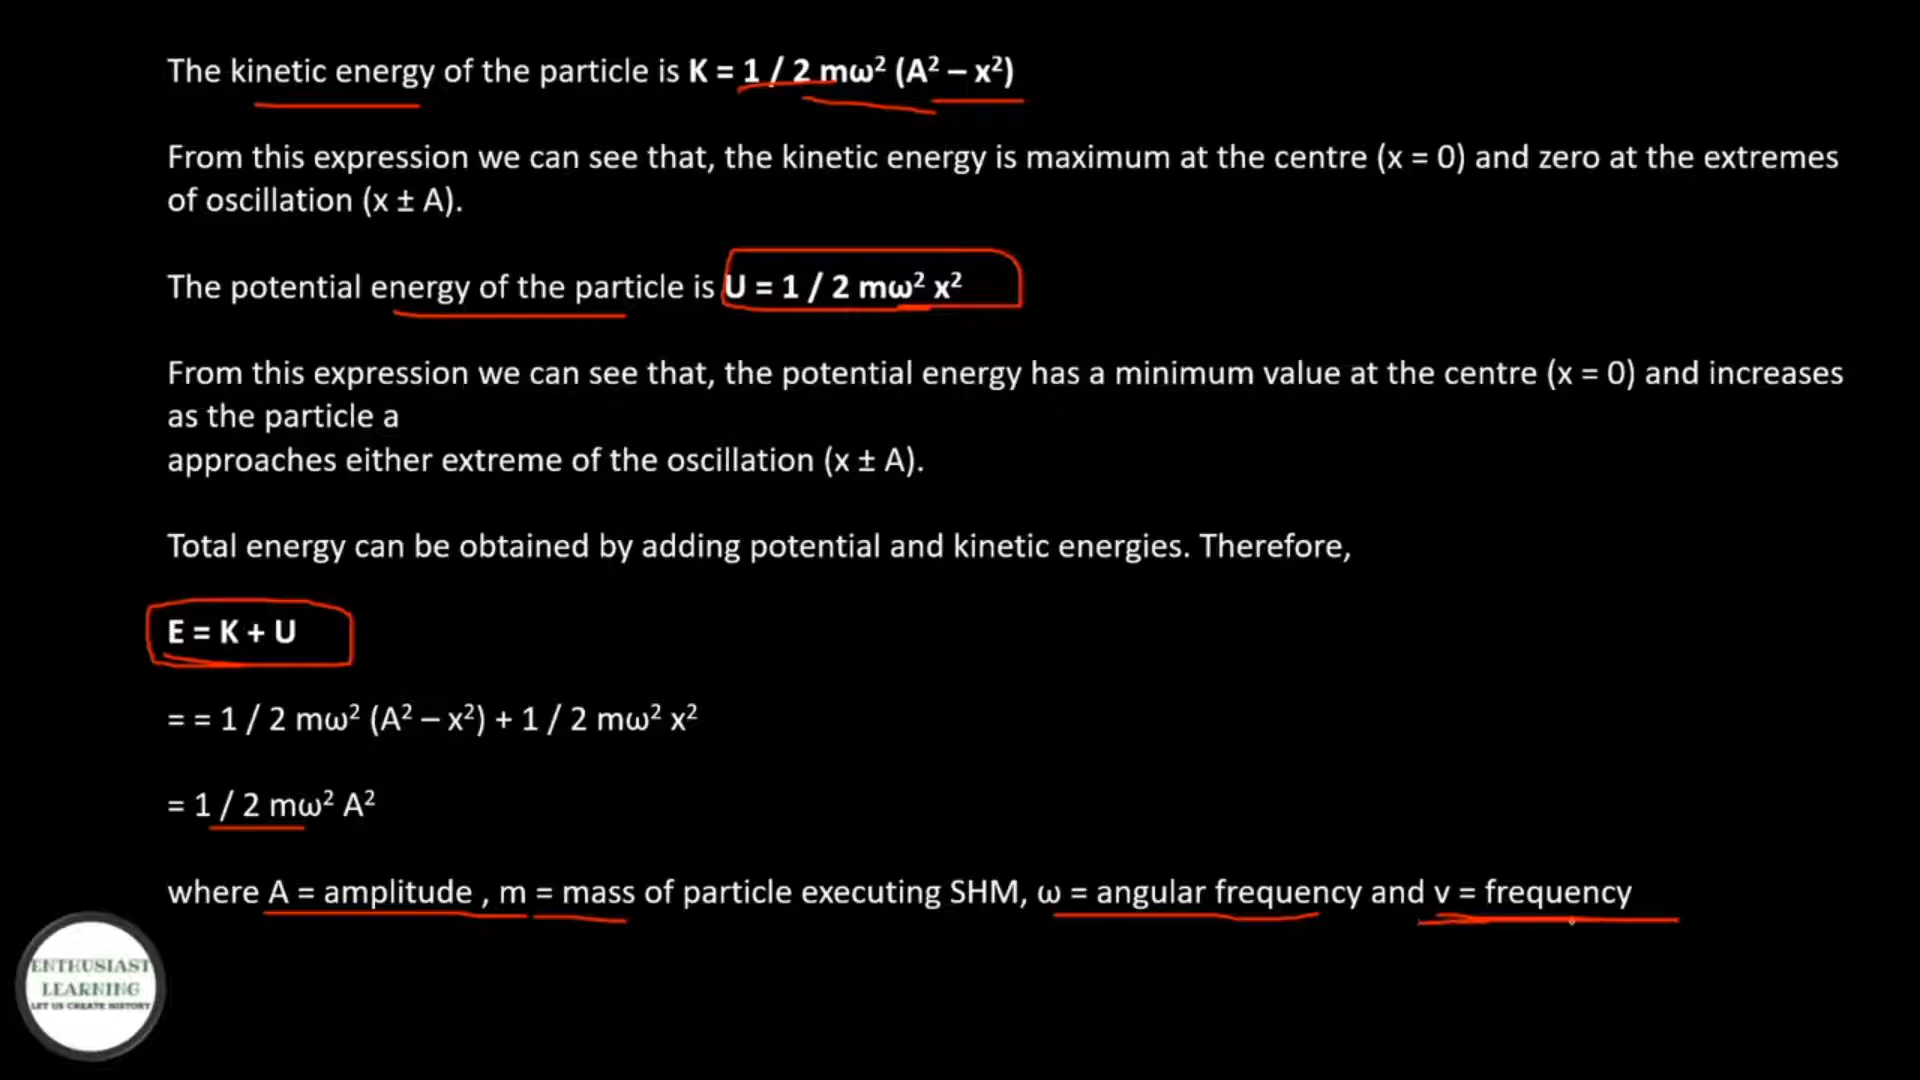 The kinetic energy of the particle is K = 1 / 2 mω² (A² – x²)
From this expression we can see that, the kinetic energy is maximum at the centre (x = 0) and zero at the extremes
of oscillation (x ± A).
The potential energy of the particle is U = 1 / 2 mω² x²
From this expression we can see that, the potential energy has a minimum value at the centre (x = 0) and increases
as the particle a
approaches either extreme of the oscillation (x ± A).
Total energy can be obtained by adding potential and kinetic energies. Therefore,
E = K + U
= = 1 / 2 mω² (A² – x²) + 1 / 2 mω² x²
= 1 / 2 mω² A²
where A = amplitude , m = mass of particle executing SHM, ω = angular frequency and v = frequency
ENTHUSIAST
LEARNING
LET US CREATE HISTORY